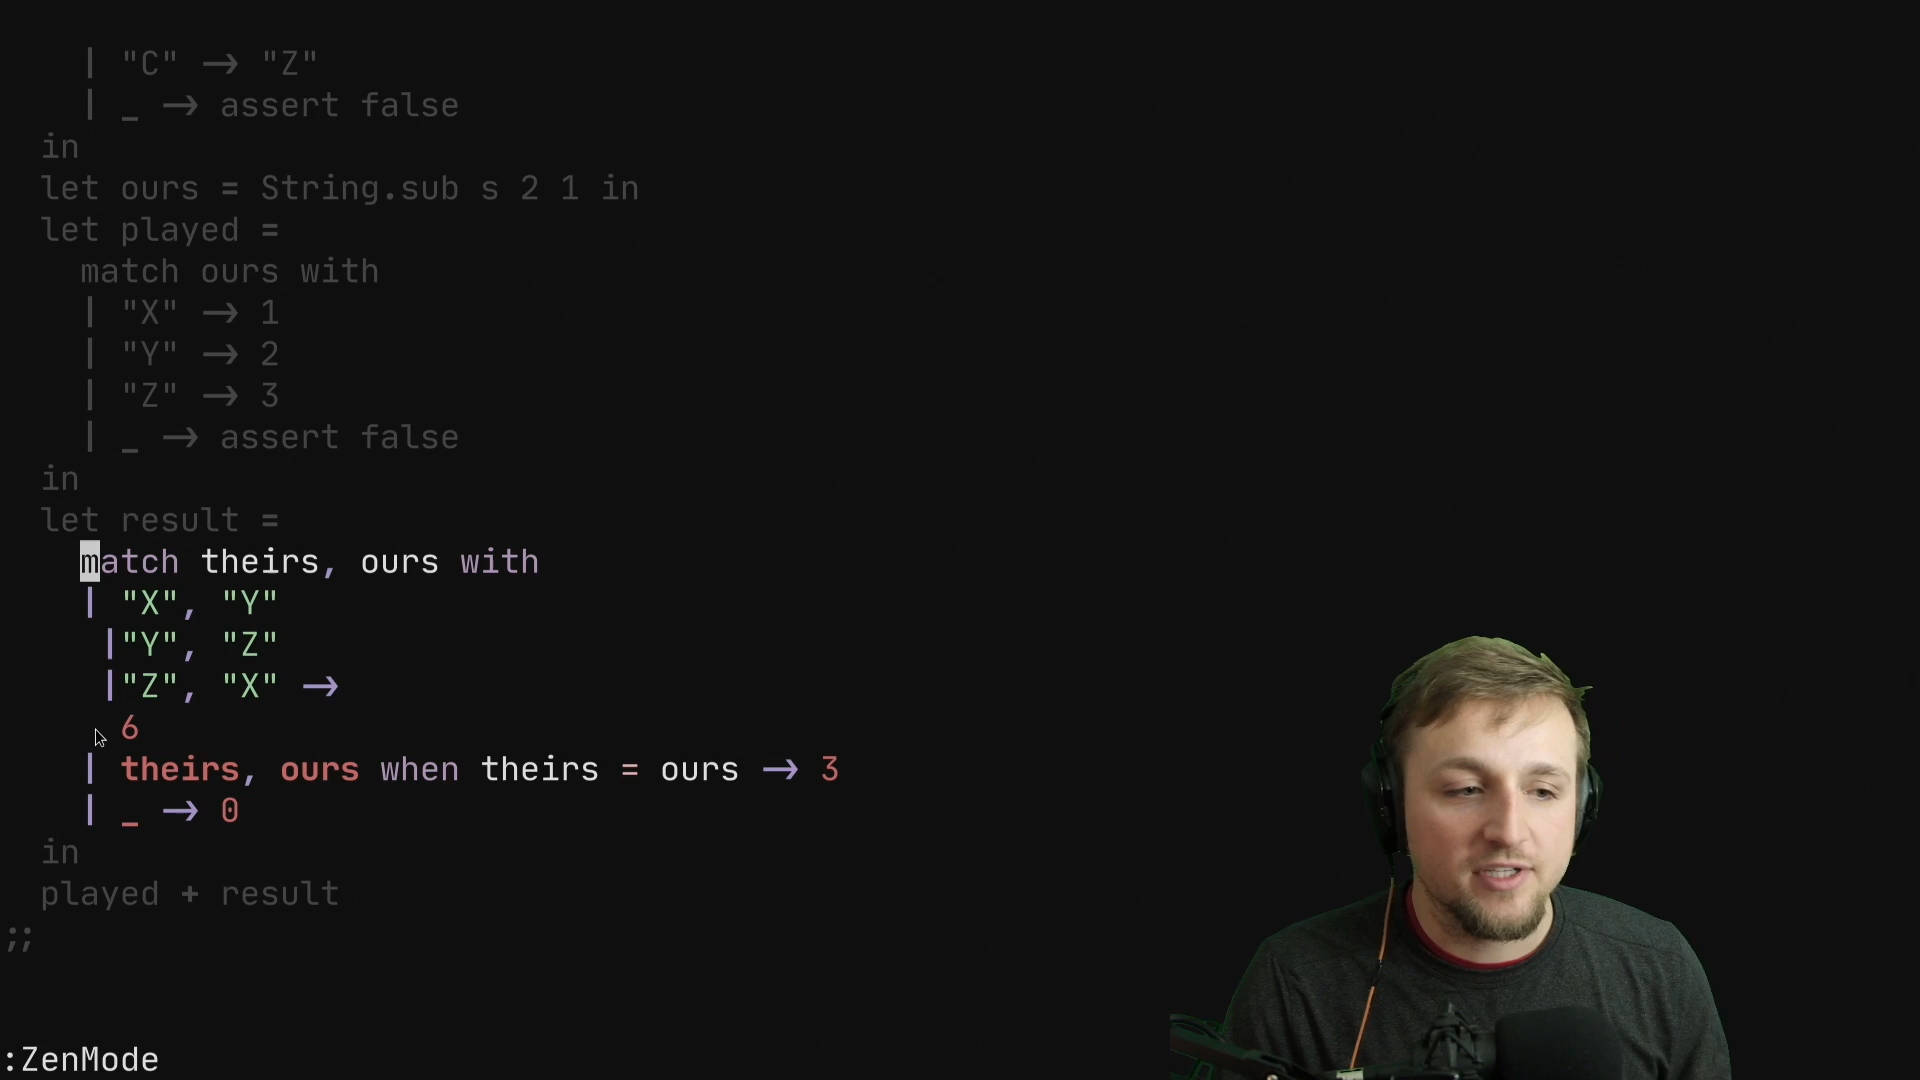 | "C" -> "Z"
| _ -> assert false
in
let ours = String.sub s 2 1 in
let played =
match ours with
| "X" -> 1
| "Y" -> 2
| "Z" -> 3
| _ -> assert false
in
let result =
match theirs, ours with
| "X", "Y"
|"Y", "Z"
|"Z", "X" ->
6
| theirs, ours when theirs = ours -> 3
| _ -> 0
in
played + result
;;
:ZenMode